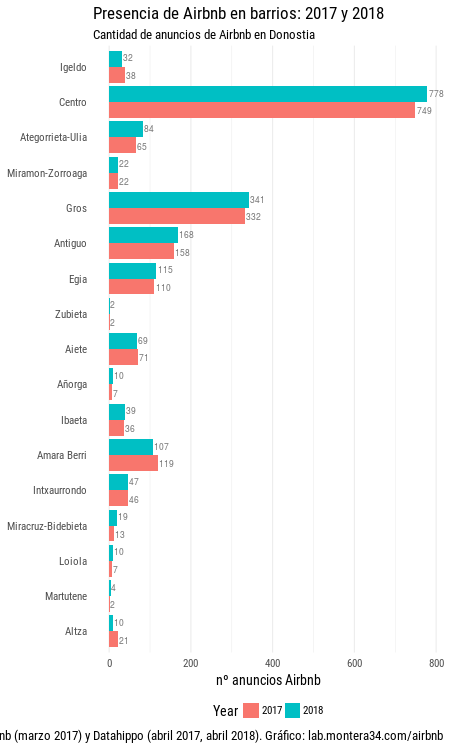 Presencia de Airbnb en barrios: 2017 y 2018
Cantidad de anuncios de Airbnb en Donostia
Igeldo 32
38
Centro 778
749
Ategorrieta-Ulia 84
65
Miramon-Zorroaga 22
22
Gros 341
332
Antiguo 168
158
Egia 115
110
Zubieta 2
2
Aiete 69
71
Añorga 10
7
Ibaeta 39
36
Amara Berri 107
119
Intxaurrondo 47
46
Miracruz-Bidebieta 19
13
Loiola 10
7
Martutene 4
2
Altza 10
21
0 200 400 600 800
nº anuncios Airbnb
Year 2017 2018
nb (marzo 2017) y Datahippo (abril 2017, abril 2018). Gráfico: lab.montera34.com/airbnb